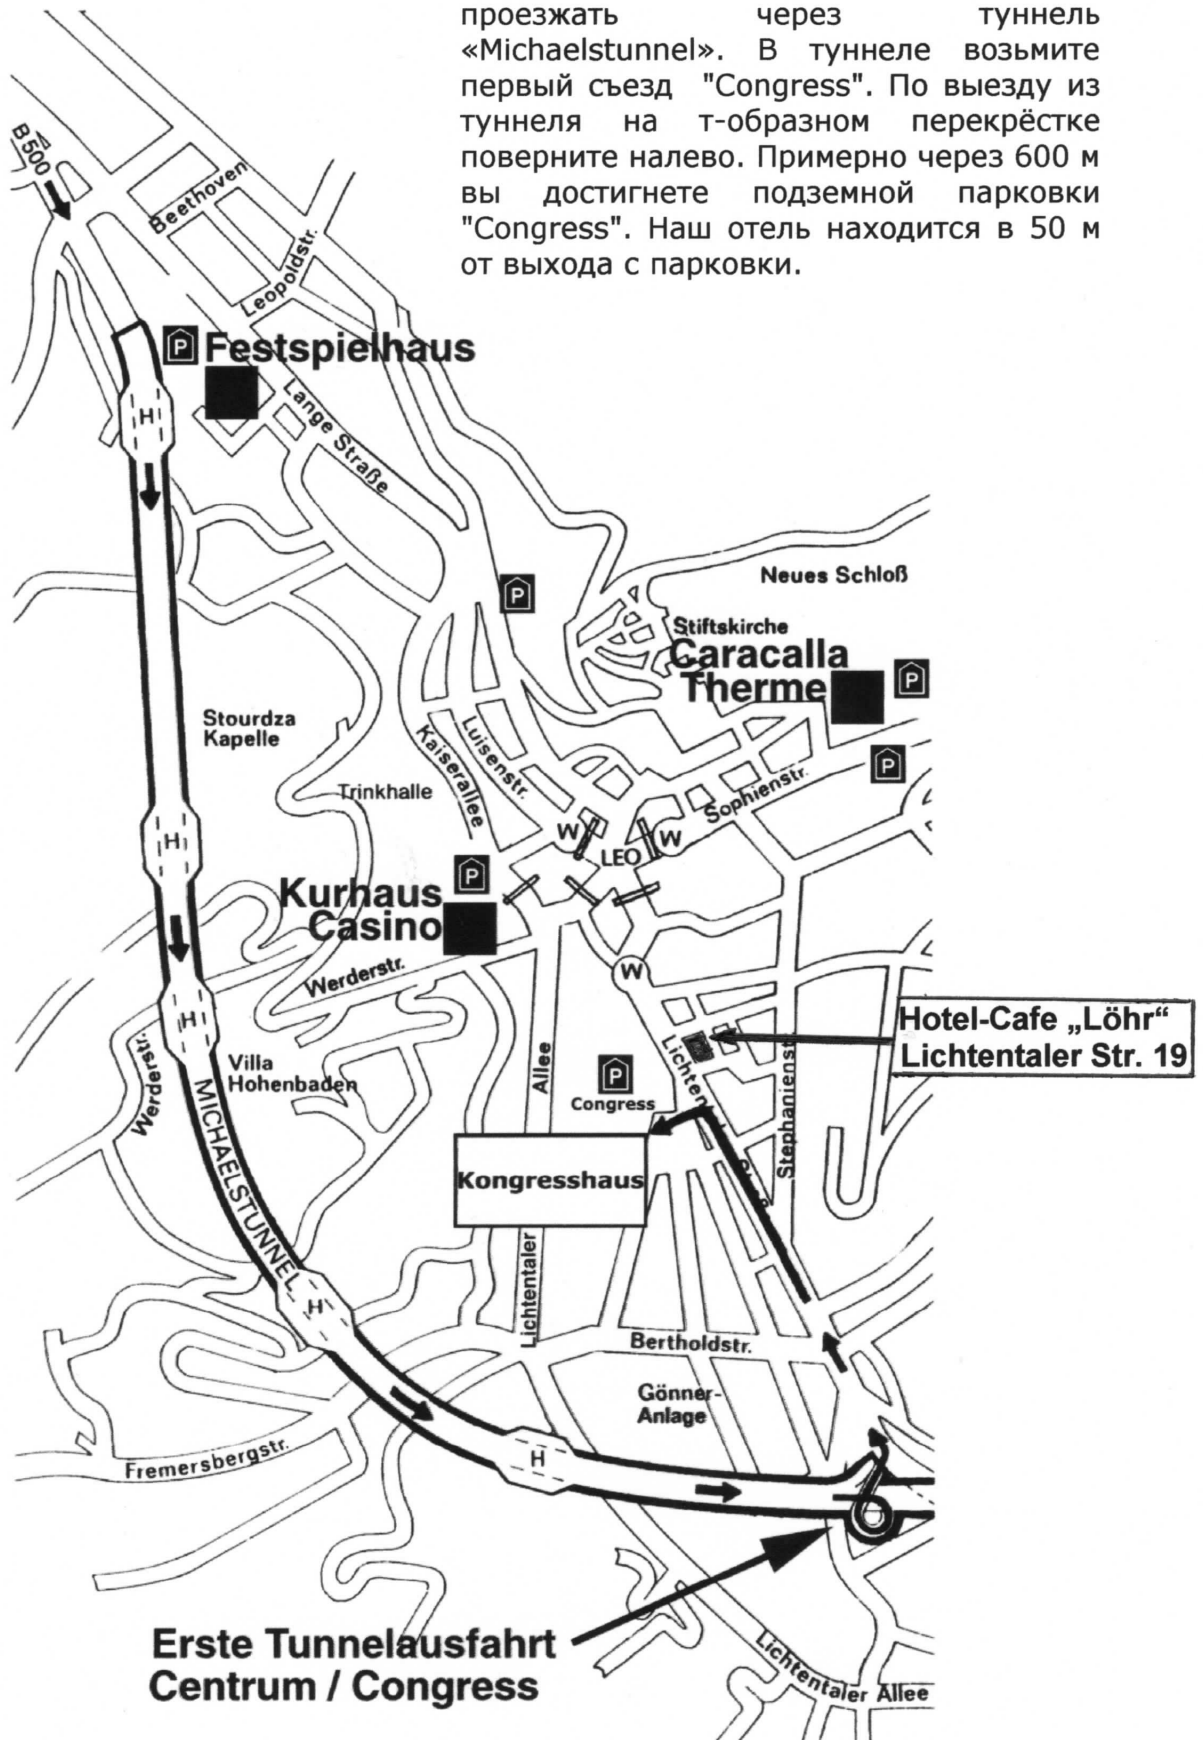 проезжать через туннель
«Michaelstunnel». В туннеле возьмите
первый съезд "Congress". По выезду из
туннеля на т-образном перекрёстке
поверните налево. Примерно через 600 м
вы достигнете подземной парковки
"Congress". Наш отель находится в 50 м
от выхода с парковки.
B500
Beethoven
Leopoldstr.
P
Festspielhaus
H
Lange Straße
P
Neues Schloß
Stiftskirche
Caracalla
Therme
P
P
Stourdza
Kapelle
Luisenstr.
Kaiserallee
Trinkhalle
Sophienstr.
W
W
LEO
H
P
Kurhaus
Casino
Werderstr.
W
H
Werderstr.
Villa
Hohenbaden
Hotel-Cafe „Löhr“
Lichtentaler Str. 19
Allee
P
Congress
Stephanienstr.
MICHAELSTUNNEL
Kongresshaus
Lichtentaler
H
Bertholdstr.
Gönner-
Anlage
Fremersbergstr.
H
Erste Tunnelausfahrt
Centrum / Congress
Lichtentaler Allee